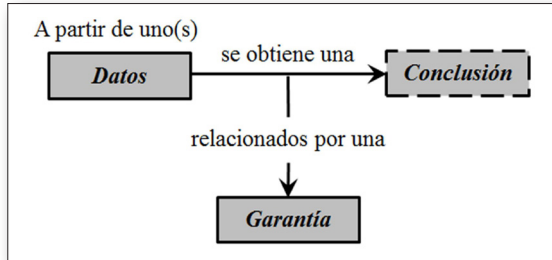 A partir de uno(s)
se obtiene una
Datos
Conclusión
relacionados por una
Garantía